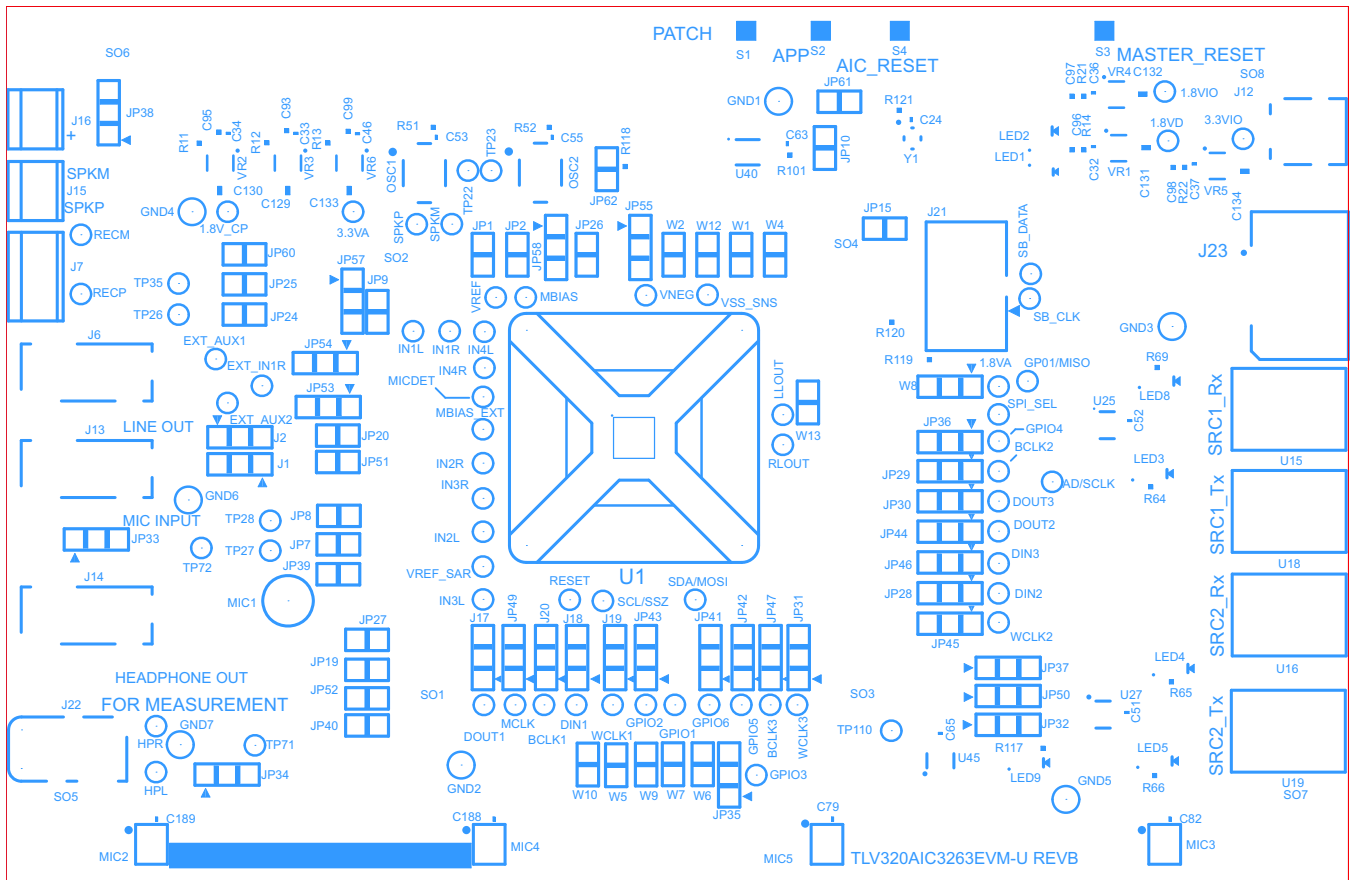 PATCH
S1
APP
S2
AIC_RESET
S4
S3
MASTER_RESET
SO6
J16
+
JP38
R11
C95
C34
VR2
R12
C93
C33
R13
VR3
C99
C46
VR6
C130
C129
C133
R51
C53
OSC1
TP23
TP22
R52
C55
OSC2
R118
JP62
GND1
JP61
U40
C63
R101
JP10
R121
C24
Y1
LED2
LED1
C97
R21
C36
VR4
C132
1.8VIO
C96
R14
C32
VR1
C131
1.8VD
3.3VIO
C98
R22
C37
VR5
C134
SO8
J12
SPKM
J15
SPKP
GND4
1.8V_CP
3.3VA
RECM
J7
RECP
TP35
TP26
JP60
JP25
JP24
SO2
JP57
JP9
SPKP
SPKM
JP1
JP2
JP58
JP26
JP55
W2
W12
W1
W4
VREF
MBIAS
VNEG
VSS_SNS
JP15
SO4
J21
SB_DATA
SB_CLK
J23
GND3
R120
R119
J6
EXT_AUX1
EXT_IN1R
EXT_AUX2
JP54
JP53
IN1L
IN1R
IN4L
IN4R
MICDET
MBIAS_EXT
LLOUT
W13
RLOUT
W8
1.8VA
GP01/MISO
SPI_SEL
R69
LED8
SRC1_Rx
U15
U25
C52
J13
LINE OUT
J2
J1
JP20
JP51
GND6
IN2R
IN3R
IN2L
VREF_SAR
IN3L
JP36
GPIO4
BCLK2
JP29
AD/SCLK
JP30
DOUT3
JP44
DOUT2
JP46
DIN3
JP28
DIN2
JP45
WCLK2
LED3
R64
SRC1_Tx
U18
MIC INPUT
JP33
TP28
TP27
TP72
JP8
JP7
JP39
MIC1
J14
U1
RESET
SCL/SSZ
SDA/MOSI
SRC2_Rx
U16
J17
JP49
J20
J18
J19
JP43
JP41
JP42
JP47
JP31
JP27
JP19
JP52
JP40
HEADPHONE OUT
FOR MEASUREMENT
J22
GND7
HPR
TP71
HPL
JP34
SO5
SO1
DOUT1
MCLK
BCLK1
DIN1
WCLK1
GPIO2
GPIO1
GPIO6
GPIO5
BCLK3
WCLK3
GPIO3
GND2
W10
W5
W9
W7
W6
JP35
SO3
TP110
JP37
JP50
JP32
C65
U45
R117
LED9
GND5
U27
C51
LED4
R65
LED5
R66
SRC2_Tx
U19
SO7
C189
MIC2
C188
MIC4
C79
MIC5
TLV320AIC3263EVM-U REVB
C82
MIC3